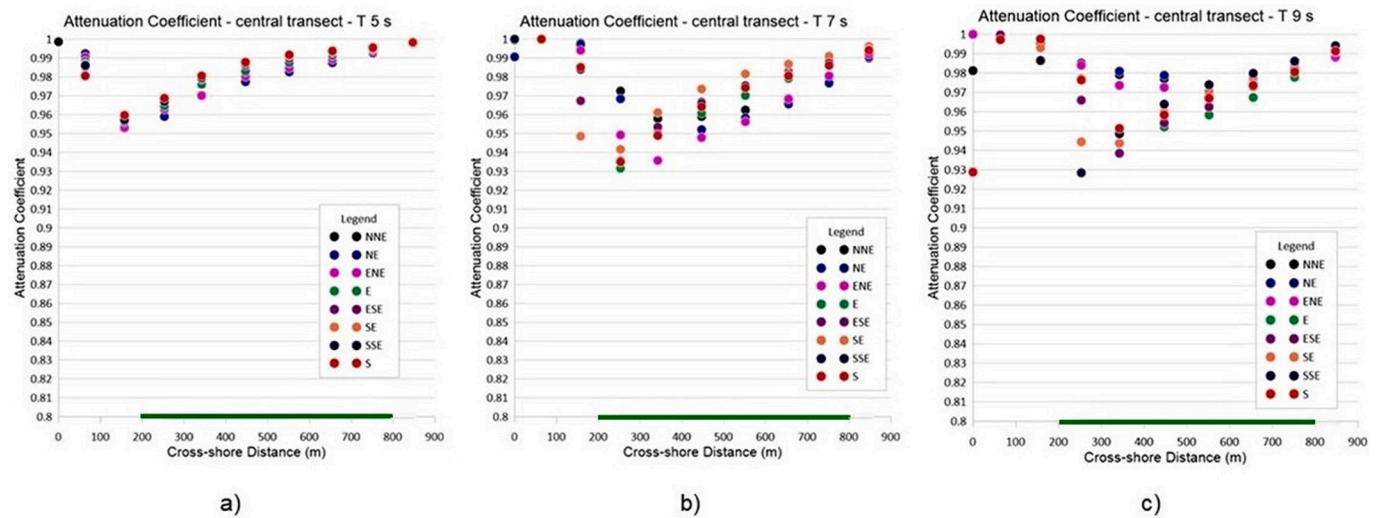 Attenuation Coefficient - central transect - T 5 s
1
0.99
0.98
0.97
0.96
0.95
0.94
0.93
0.92
0.91
0.9
0.89
0.88
0.87
0.86
0.85
0.84
0.83
0.82
0.81
0.8
Attenuation Coefficient
Legend
NNE
NE
ENE
E
ESE
SE
SSE
S
0 100 200 300 400 500 600 700 800 900
Cross-shore Distance (m)
a)
Attenuation Coefficient - central transect - T 7 s
1
0.99
0.98
0.97
0.96
0.95
0.94
0.93
0.92
0.91
0.9
0.89
0.88
0.87
0.86
0.85
0.84
0.83
0.82
0.81
0.8
Attenuation Coefficient
Legend
NNE
NE
ENE
E
ESE
SE
SSE
S
0 100 200 300 400 500 600 700 800 900
Cross-shore Distance (m)
b)
Attenuation Coefficient - central transect - T 9 s
1
0.99
0.98
0.97
0.96
0.95
0.94
0.93
0.92
0.91
0.9
0.89
0.88
0.87
0.86
0.85
0.84
0.83
0.82
0.81
0.8
Attenuation Coefficient
Legend
NNE
NE
ENE
E
ESE
SE
SSE
S
0 100 200 300 400 500 600 700 800 900
Cross-shore Distance (m)
c)